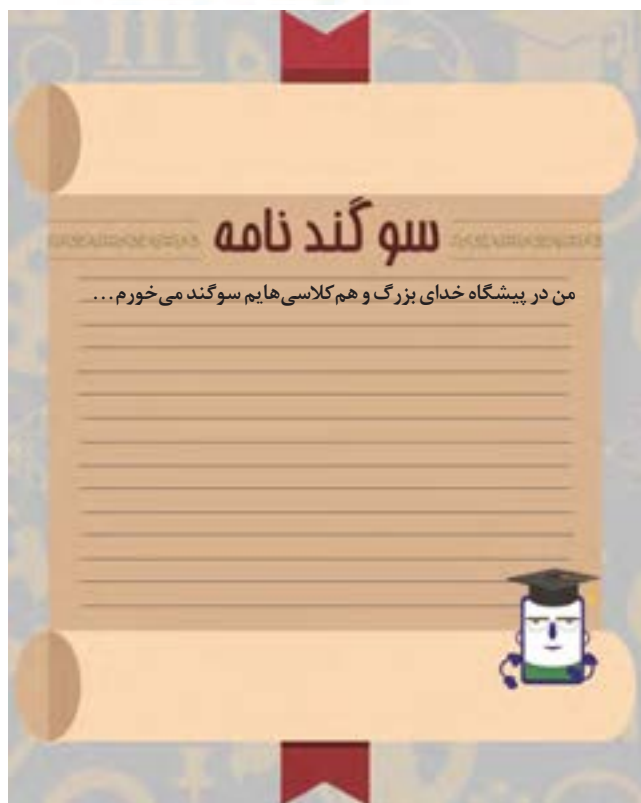 سوگند نامه
من در پیشگاه خدای بزرگ و هم‌کلاسی‌هایم سوگند می‌خورم...